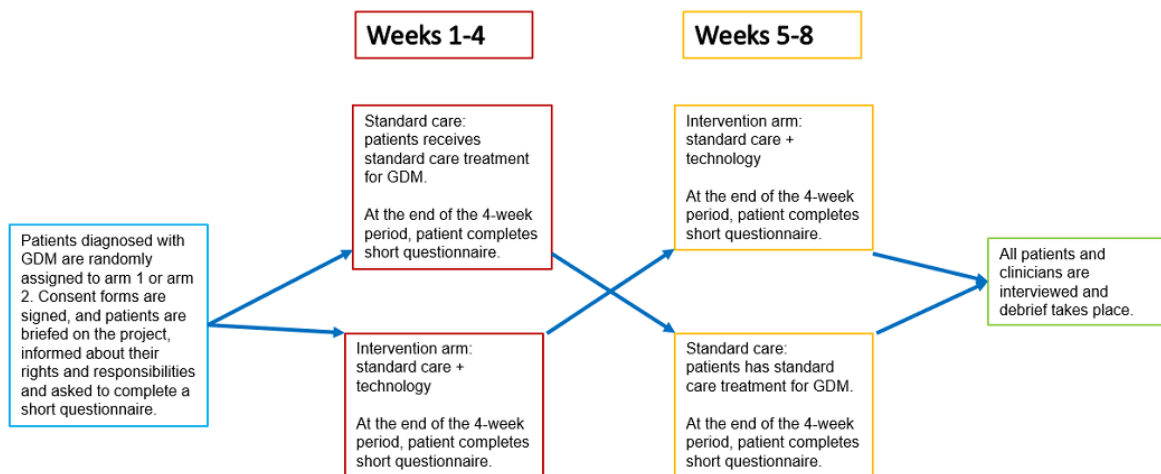 Weeks 1-4
Weeks 5-8
Patients diagnosed with
GDM are randomly
assigned to arm 1 or arm
2. Consent forms are
signed, and patients are
briefed on the project,
informed about their
rights and responsibilities
and asked to complete a
short questionnaire.
Standard care:
patients receives
standard care treatment
for GDM.
At the end of the 4-week
period, patient completes
short questionnaire.
Intervention arm:
standard care +
technology
At the end of the 4-week
period, patient completes
short questionnaire.
Intervention arm:
standard care +
technology
At the end of the 4-week
period, patient completes
short questionnaire.
Standard care:
patients has standard
care treatment for GDM.
At the end of the 4-week
period, patient completes
short questionnaire.
All patients and
clinicians are
interviewed and
debrief takes place.